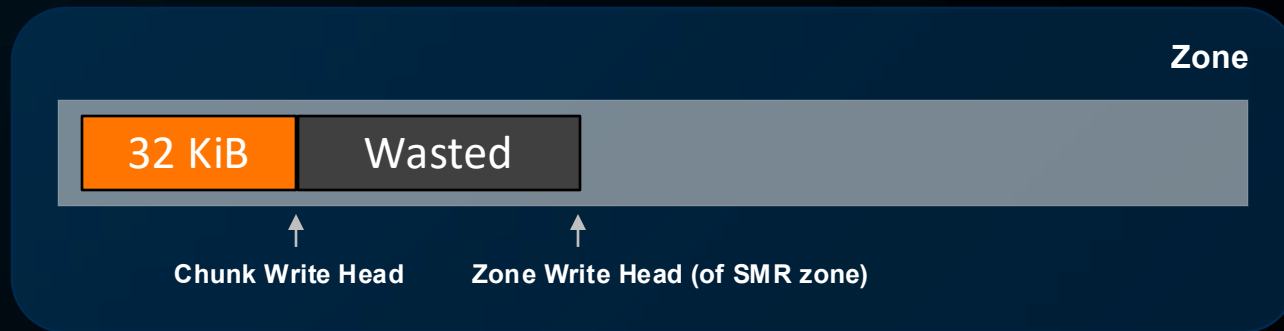 Zone
32 KiB
Wasted
Chunk Write Head
Zone Write Head (of SMR zone)